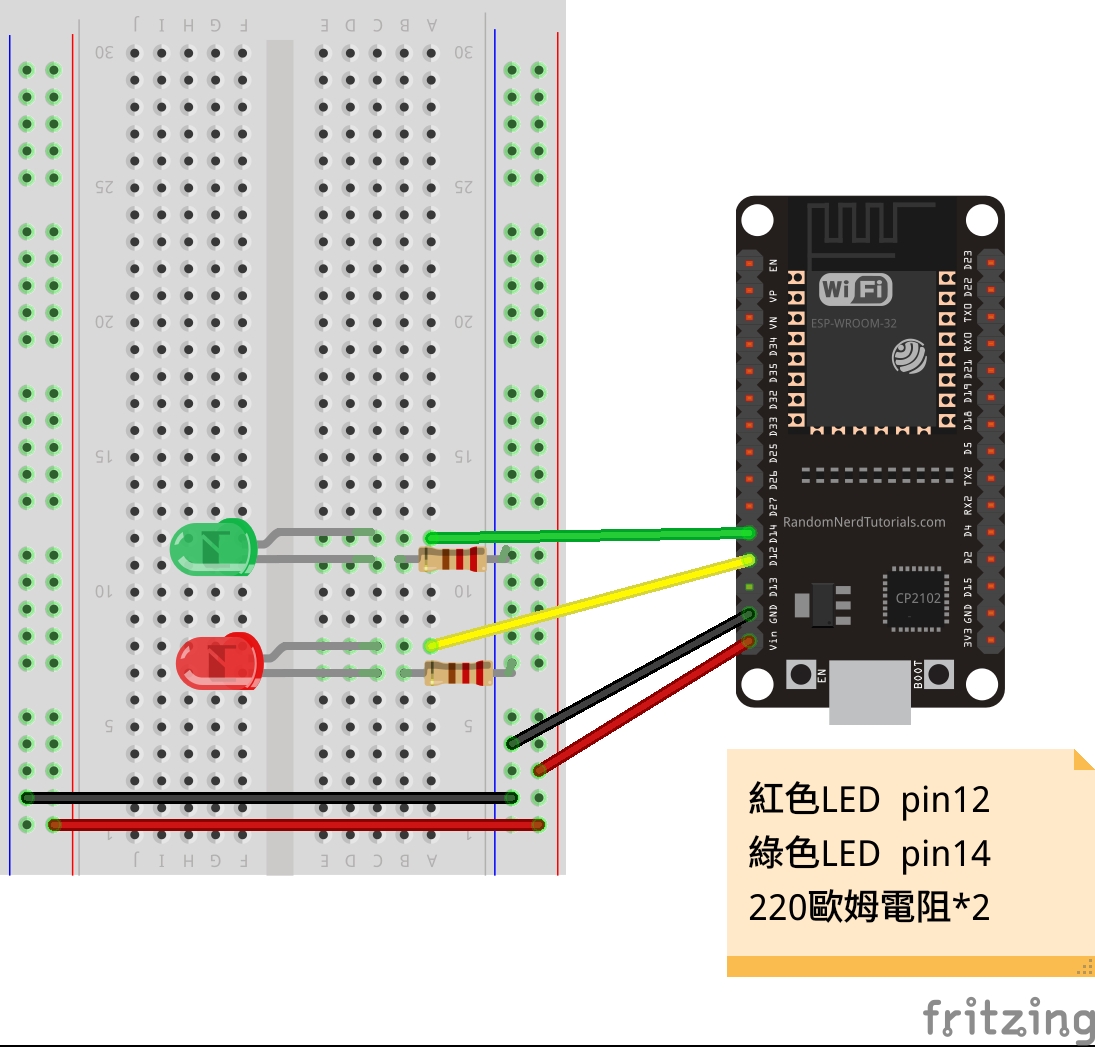 J I H G F E D C B A
30 30
25 25
20 20
15 15
10 10
5 5
1 1
J I H G F E D C B A
EN
VP
VN
D34
D35
D32
D33
D25
D26
D27
D14
D12
D13
GND
Vin
WiFi
ESP-WROOM-32
RandomNerdTutorials.com
CP2102
EN
BOOT
D23
D22
TX0
RX0
D21
D19
D18
D5
TX2
RX2
D4
D2
D15
GND
3V3
紅色LED pin12
綠色LED pin14
220歐姆電阻*2
fritzing